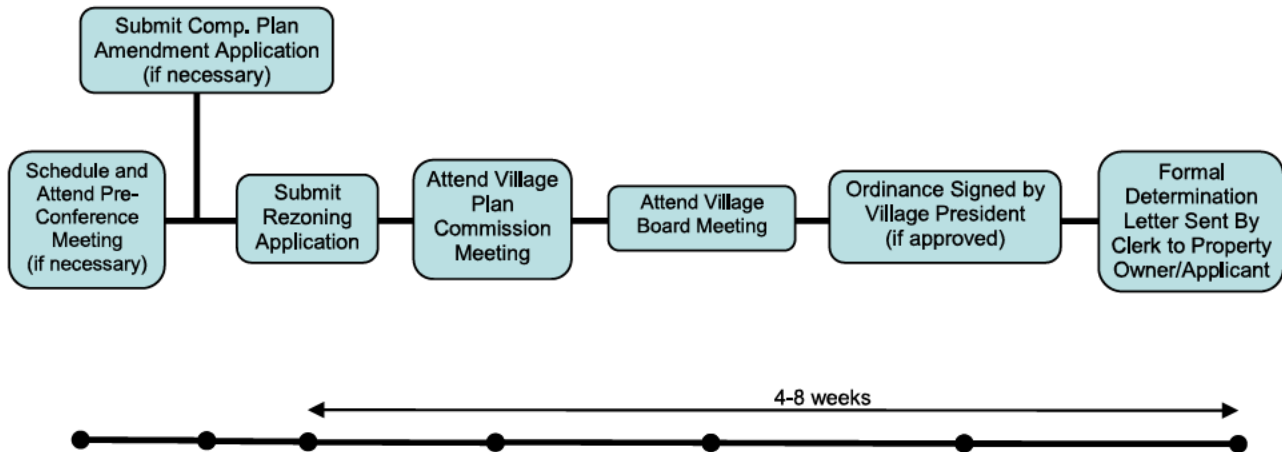 Submit Comp. Plan
Amendment Application
(if necessary)
Schedule and
Attend Pre-
Conference
Meeting
(if necessary)
Submit
Rezoning
Application
Attend Village
Plan
Commission
Meeting
Attend Village
Board Meeting
Ordinance Signed by
Village President
(if approved)
Formal
Determination
Letter Sent By
Clerk to Property
Owner/Applicant
4-8 weeks